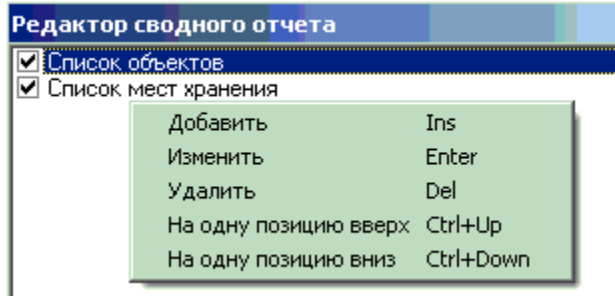 Редактор сводного отчета
Список объектов
Список мест хранения
Добавить Ins
Изменить Enter
Удалить Del
На одну позицию вверх Ctrl+Up
На одну позицию вниз Ctrl+Down